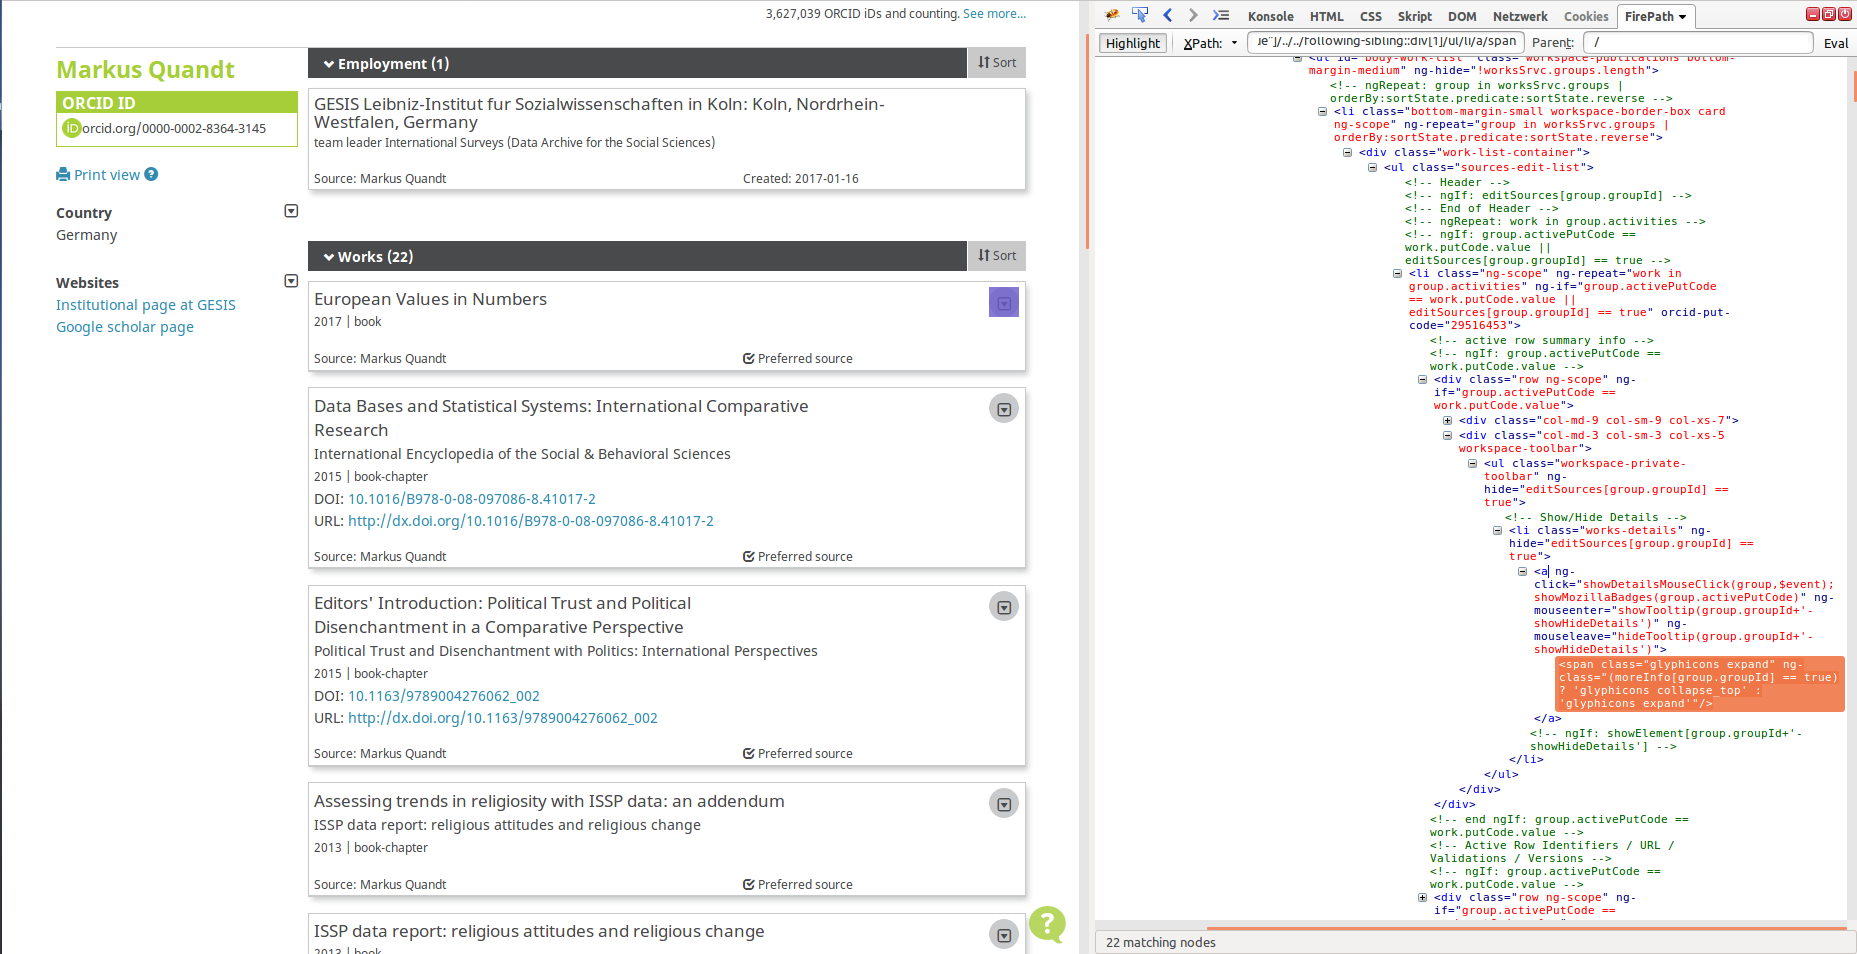 3,627,039 ORCID iDs and counting. See more...
Markus Quandt
ORCID ID
iD orcid.org/0000-0002-8364-3145
Print view ?
Country
Germany
Websites
Institutional page at GESIS
Google scholar page
Employment (1)
Sort
GESIS Leibniz-Institut fur Sozialwissenschaften in Koln: Koln, Nordrhein-
Westfalen, Germany
team leader International Surveys (Data Archive for the Social Sciences)
Source: Markus Quandt Created: 2017-01-16
Works (22)
Sort
European Values in Numbers
2017 | book
Source: Markus Quandt Preferred source
Data Bases and Statistical Systems: International Comparative
Research
International Encyclopedia of the Social & Behavioral Sciences
2015 | book-chapter
DOI: 10.1016/B978-0-08-097086-8.41017-2
URL: http://dx.doi.org/10.1016/B978-0-08-097086-8.41017-2
Source: Markus Quandt Preferred source
Editors' Introduction: Political Trust and Political
Disenchantment in a Comparative Perspective
Political Trust and Disenchantment with Politics: International Perspectives
2015 | book-chapter
DOI: 10.1163/9789004276062_002
URL: http://dx.doi.org/10.1163/9789004276062_002
Source: Markus Quandt Preferred source
Assessing trends in religiosity with ISSP data: an addendum
ISSP data report: religious attitudes and religious change
2013 | book-chapter
Source: Markus Quandt Preferred source
ISSP data report: religious attitudes and religious change
2013 | book
?
Konsole HTML CSS Skript DOM Netzwerk Cookies FirePath
Highlight XPath: je"]/../../following-sibling::div[1]/ul/li/a/span Parent: / Eval
<ul id="body-work-list" class="workspace-publications bottom-
margin-medium" ng-hide="!worksSrvc.groups.length">
<!-- ngRepeat: group in worksSrvc.groups |
orderBy:sortState.predicate:sortState.reverse -->
<li class="bottom-margin-small workspace-border-box card
ng-scope" ng-repeat="group in worksSrvc.groups |
orderBy:sortState.predicate:sortState.reverse">
<div class="work-list-container">
<ul class="sources-edit-list">
<!-- Header -->
<!-- ngIf: editSources[group.groupId] -->
<!-- End of Header -->
<!-- ngRepeat: work in group.activities -->
<!-- ngIf: group.activePutCode ==
work.putCode.value ||
editSources[group.groupId] == true -->
<li class="ng-scope" ng-repeat="work in
group.activities" ng-if="group.activePutCode
== work.putCode.value ||
editSources[group.groupId] == true" orcid-put-
code="29516453">
<!-- active row summary info -->
<!-- ngIf: group.activePutCode ==
work.putCode.value -->
<div class="row ng-scope" ng-
if="group.activePutCode ==
work.putCode.value">
<div class="col-md-9 col-sm-9 col-xs-7">
<div class="col-md-3 col-sm-3 col-xs-5
workspace-toolbar">
<ul class="workspace-private-
toolbar" ng-
hide="editSources[group.groupId] ==
true">
<!-- Show/Hide Details -->
<li class="works-details" ng-
hide="editSources[group.groupId] ==
true">
<a ng-
click="showDetailsMouseClick(group,$event);
showMozillaBadges(group.activePutCode)" ng-
mouseenter="showTooltip(group.groupId+'-
showHideDetails')" ng-
mouseleave="hideTooltip(group.groupId+'-
showHideDetails')">
<span class="glyphicons expand" ng-
class="(moreInfo[group.groupId] == true)
? 'glyphicons collapse_top' :
'glyphicons expand'"/>
</a>
<!-- ngIf: showElement[group.groupId+'-
showHideDetails'] -->
</li>
</ul>
</div>
</div>
<!-- end ngIf: group.activePutCode ==
work.putCode.value -->
<!-- Active Row Identifiers / URL /
Validations / Versions -->
<!-- ngIf: group.activePutCode ==
work.putCode.value -->
<div class="row ng-scope" ng-
if="group.activePutCode ==
22 matching nodes